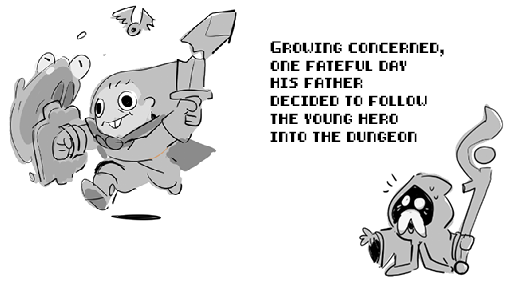 Growing concerned,
one fateful day
his father
decided to follow
the young hero
into the dungeon